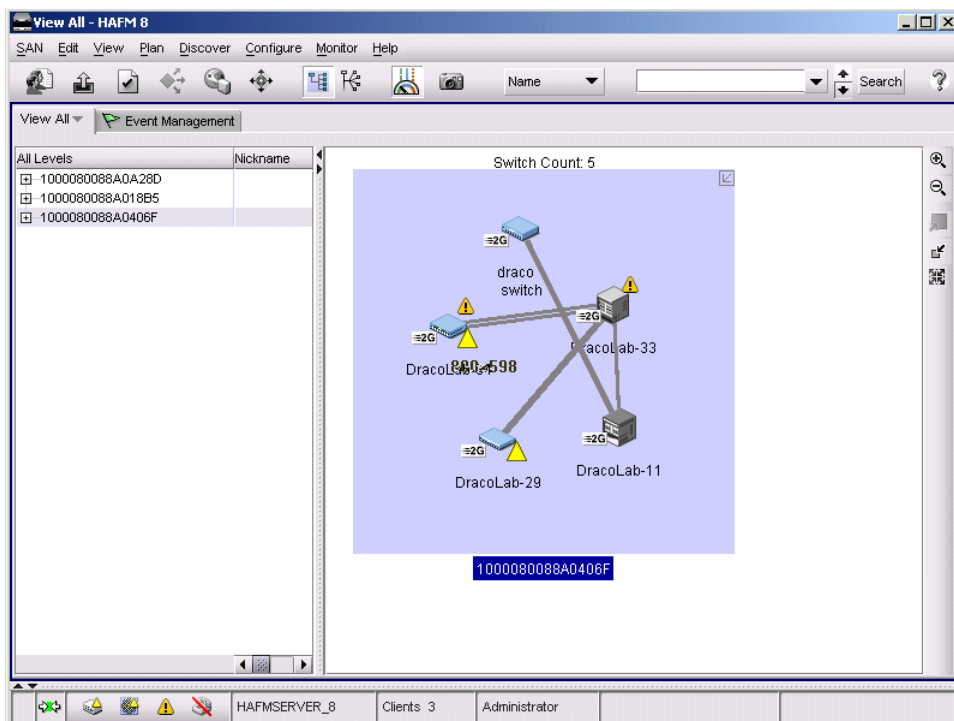 View All - HAFM 8
SAN Edit View Plan Discover Configure Monitor Help
Name
Search
View All
Event Management
All Levels Nickname
1000080088A0A28D
1000080088A018B5
1000080088A0406F
Switch Count: 5
=2G
draco
switch
=2G
=2G
DracoLab-33
598
=2G
=2G
DracoLab-11
DracoLab-29
1000080088A0406F
HAFMSERVER_8
Clients 3
Administrator